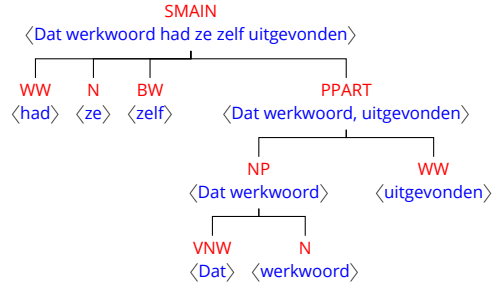 SMAIN
⟨Dat werkwoord had ze zelf uitgevonden⟩
WW N BW PPART
⟨had⟩ ⟨ze⟩ ⟨zelf⟩ ⟨Dat werkwoord, uitgevonden⟩
NP WW
⟨Dat werkwoord⟩ ⟨uitgevonden⟩
VNW N
⟨Dat⟩ ⟨werkwoord⟩